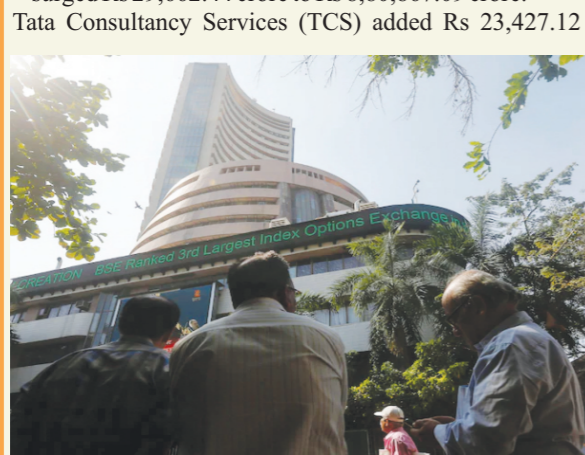 Tata Consultancy Services (TCS) added Rs 23,427.12
CREATION BSE Ranked 3rd Largest Index Options Exchange